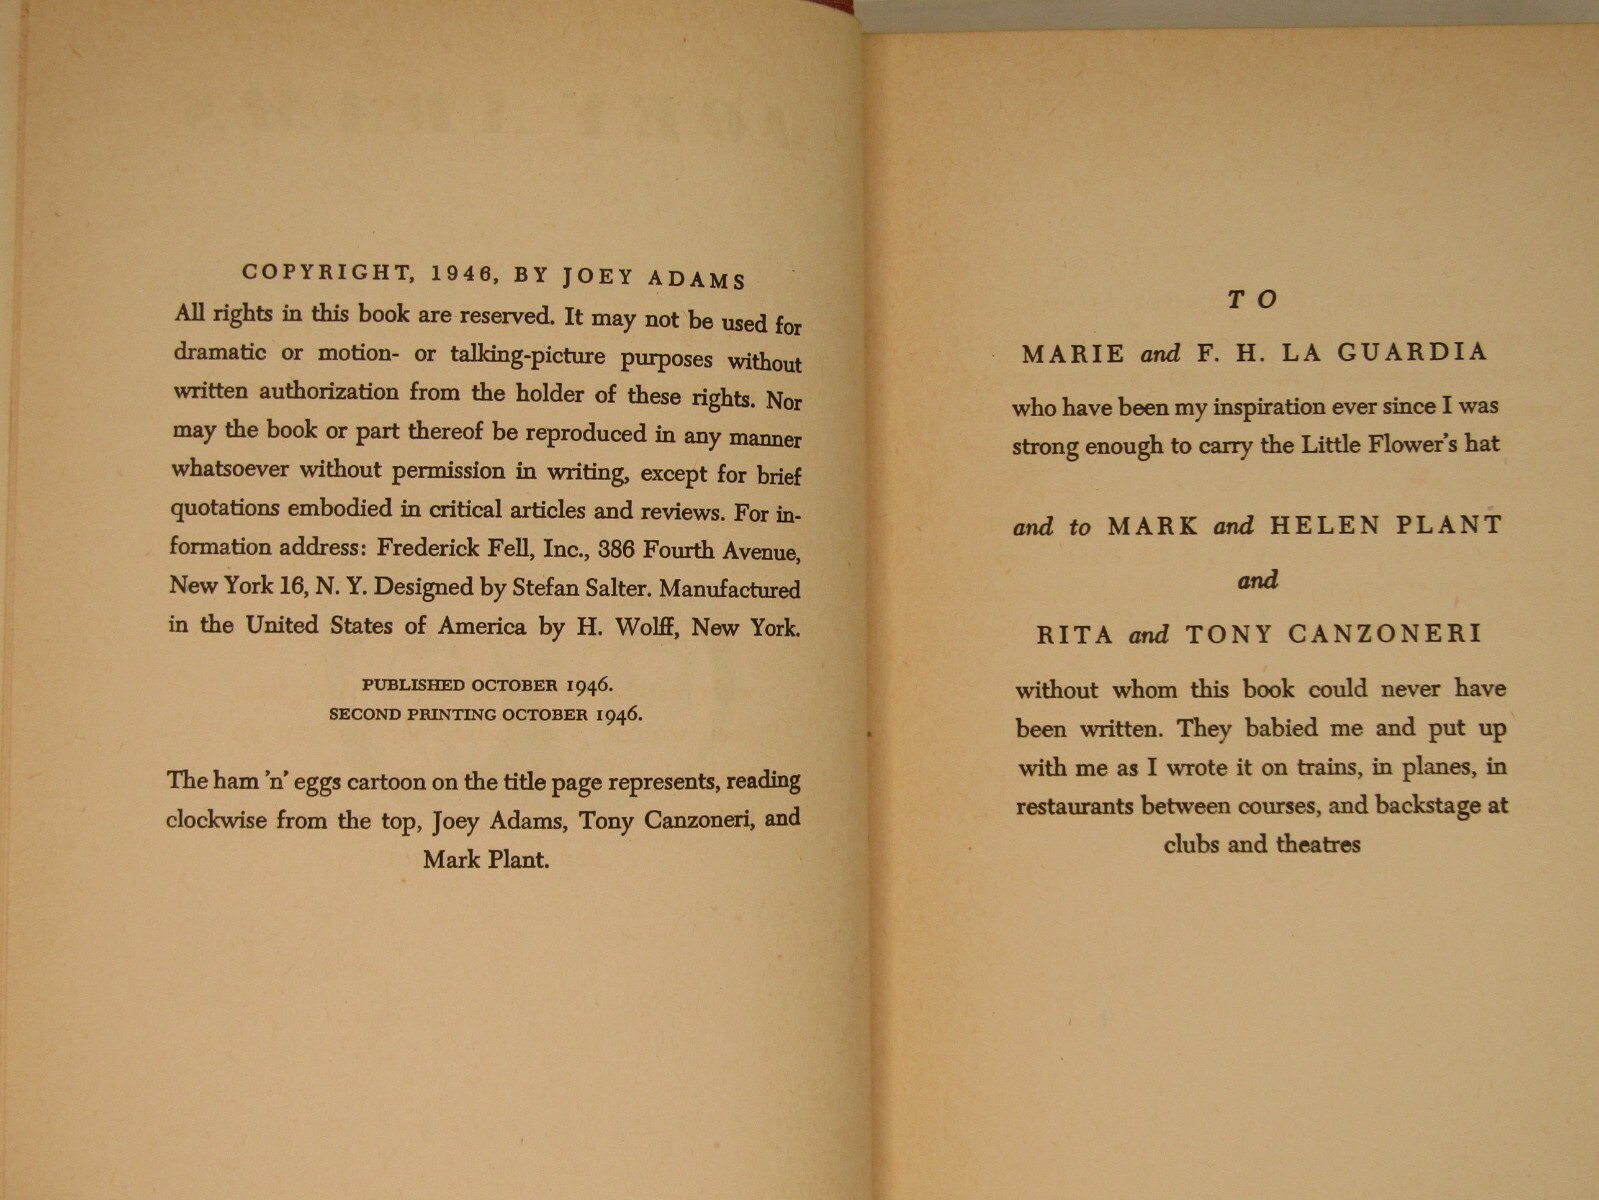 COPYRIGHT, 1946, BY JOEY ADAMS
All rights in this book are reserved. It may not be used for
dramatic or motion- or talking-picture purposes without
written authorization from the holder of these rights. Nor
may the book or part thereof be reproduced in any manner
whatsoever without permission in writing, except for brief
quotations embodied in critical articles and reviews. For in-
formation address: Frederick Fell, Inc., 386 Fourth Avenue,
New York 16, N. Y. Designed by Stefan Salter. Manufactured
in the United States of America by H. Wolff, New York.
PUBLISHED OCTOBER 1946.
SECOND PRINTING OCTOBER 1946.
The ham 'n' eggs cartoon on the title page represents, reading
clockwise from the top, Joey Adams, Tony Canzoneri, and
Mark Plant.
TO
MARIE and F. H. LA GUARDIA
who have been my inspiration ever since I was
strong enough to carry the Little Flower's hat
and to MARK and HELEN PLANT
and
RITA and TONY CANZONERI
without whom this book could never have
been written. They babied me and put up
with me as I wrote it on trains, in planes, in
restaurants between courses, and backstage at
clubs and theatres